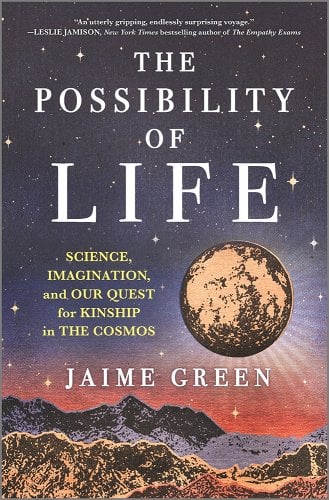 "An utterly gripping, endlessly surprising voyage."
—LESLIE JAMISON, New York Times bestselling author of The Empathy Exams
THE
POSSIBILITY
OF
LIFE
SCIENCE,
IMAGINATION,
and OUR QUEST
for KINSHIP
in THE COSMOS
JAIME GREEN